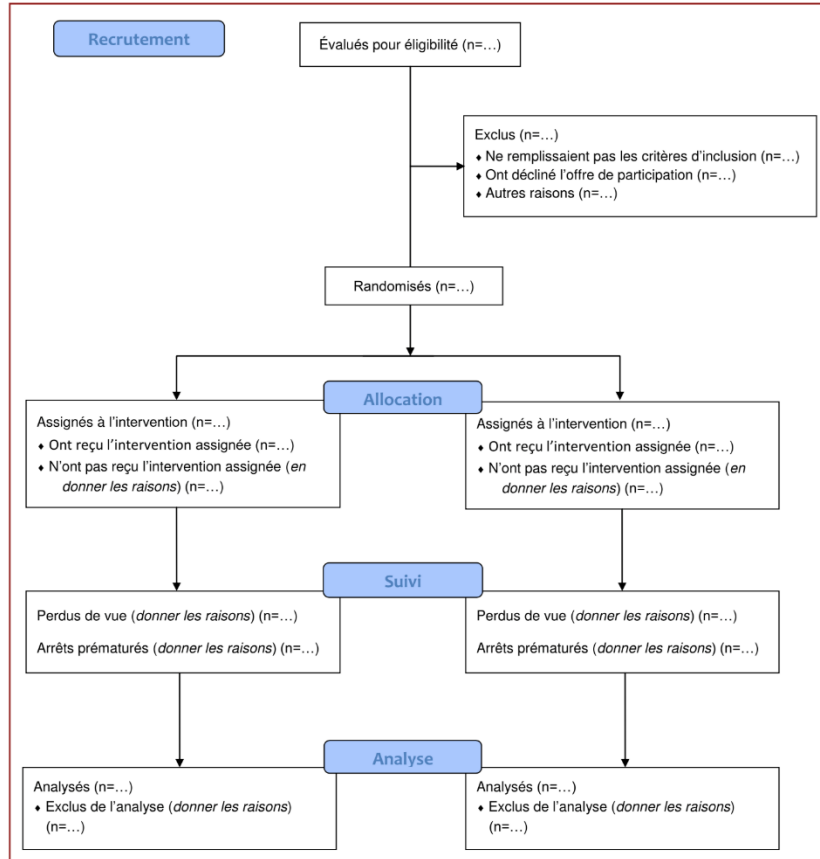 Recrutement
Évalués pour éligibilité (n=…)
Exclus (n=…)
♦ Ne remplissaient pas les critères d’inclusion (n=…)
♦ Ont décliné l’offre de participation (n=…)
♦ Autres raisons (n=…)
Randomisés (n=…)
Allocation
Assignés à l’intervention (n=…)
♦ Ont reçu l’intervention assignée (n=…)
♦ N’ont pas reçu l’intervention assignée (en
donner les raisons) (n=…)
Assignés à l’intervention (n=…)
♦ Ont reçu l’intervention assignée (n=…)
♦ N’ont pas reçu l’intervention assignée (en
donner les raisons) (n=…)
Suivi
Perdus de vue (donner les raisons) (n=…)
Arrêts prématurés (donner les raisons) (n=…)
Perdus de vue (donner les raisons) (n=…)
Arrêts prématurés (donner les raisons) (n=…)
Analyse
Analysés (n=…)
♦ Exclus de l’analyse (donner les raisons)
(n=…)
Analysés (n=…)
♦ Exclus de l’analyse (donner les raisons)
(n=…)